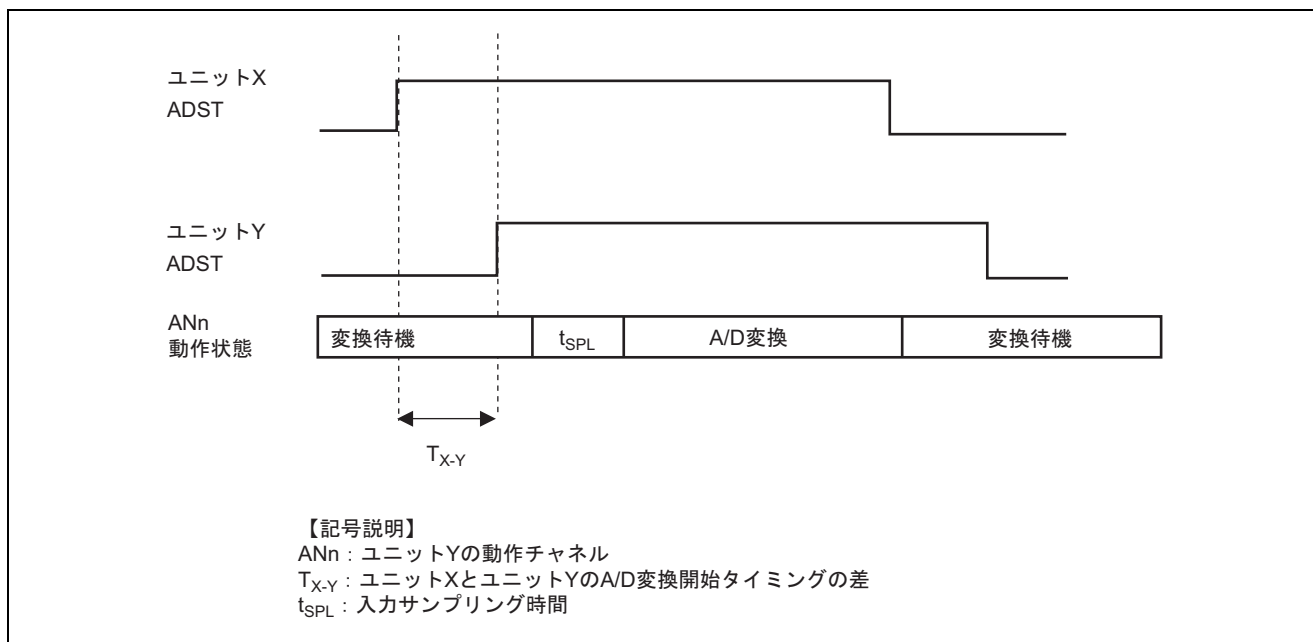 ユニットX
ADST
ユニットY
ADST
ANn
動作状態
変換待機
tSPL
A/D変換
変換待機
TX-Y
【記号説明】
ANn：ユニットYの動作チャネル
TX-Y：ユニットXとユニットYのA/D変換開始タイミングの差
tSPL：入力サンプリング時間